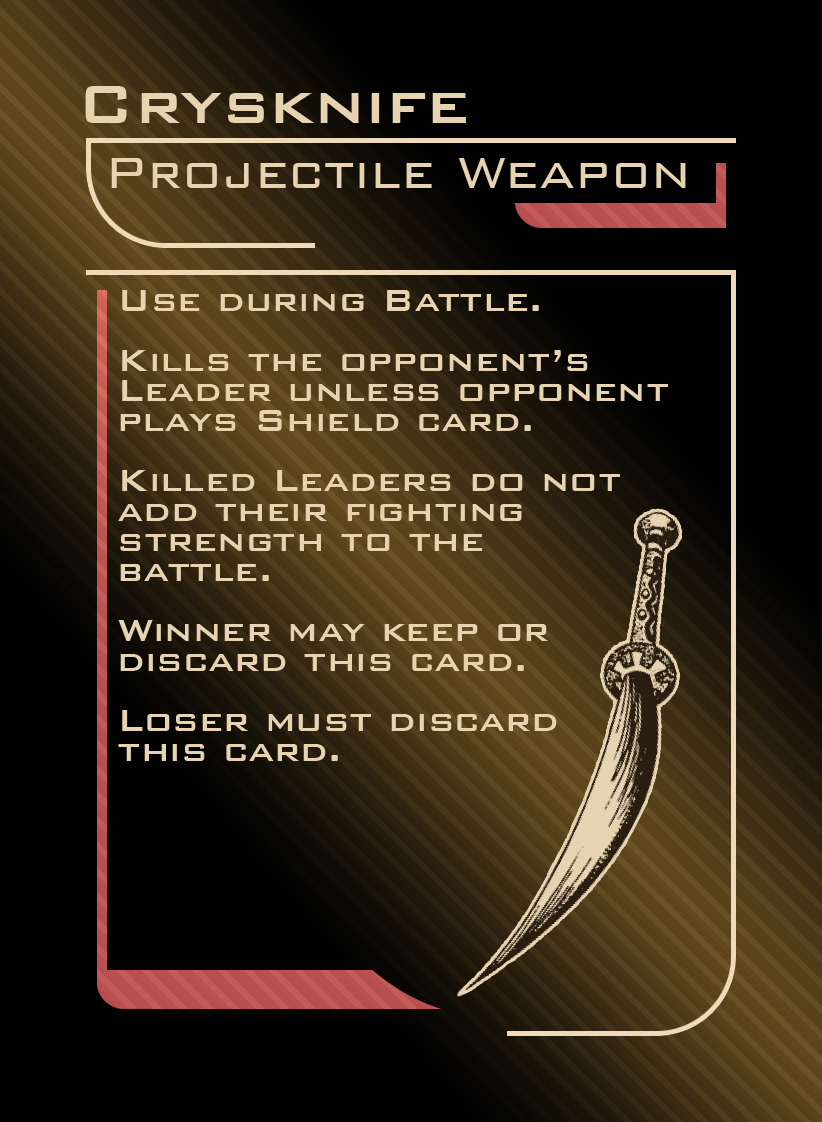 Crysknife
Projectile Weapon
Use during Battle.
Kills the opponent's
Leader unless opponent
plays Shield card.
Killed Leaders do not
add their fighting
strength to the
battle.
Winner may keep or
discard this card.
Loser must discard
this card.